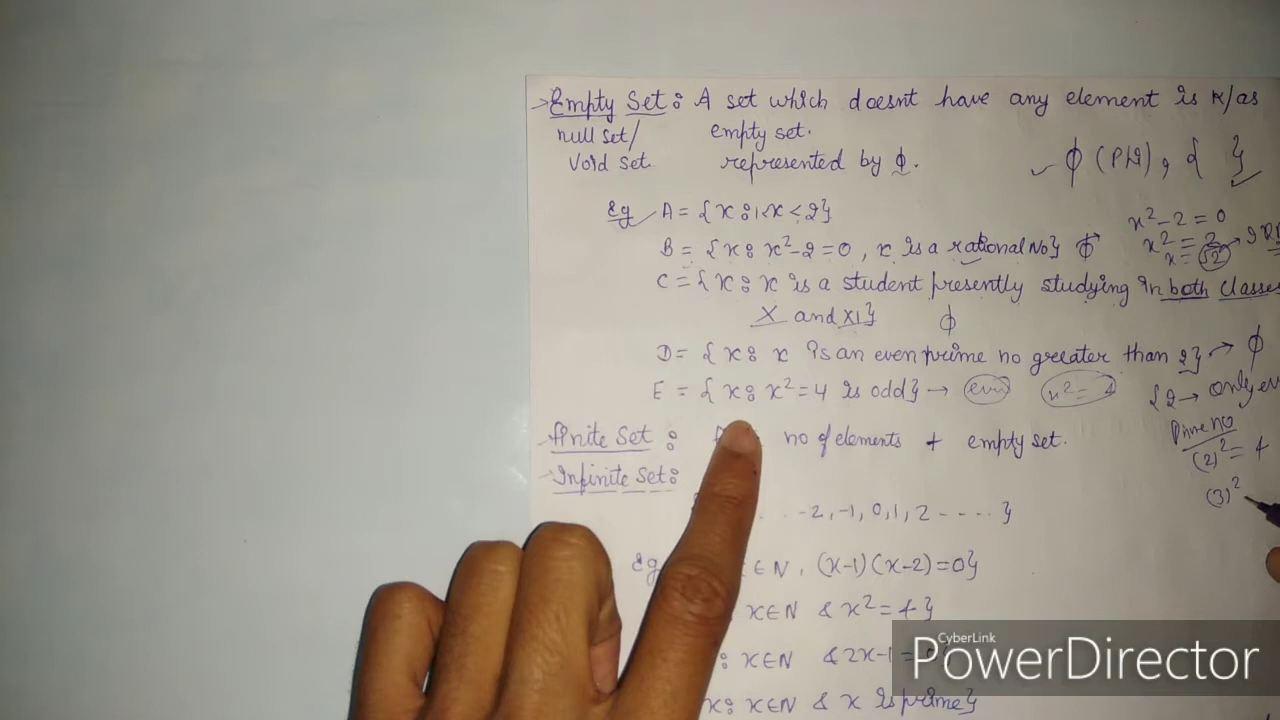 →Empty Set: A set which doesnt have any element is K/as
null set/ empty set.
Void set. represented by ϕ. ✓ϕ (Phi), { }✓
Eg A = {x: 1<x<2}
B = {x: x²-2=0, x is a rational No} ϕ
x²-2=0
x² = 2
x = √2 →
C = {x: x is a student presently studying in both classes
X and XI} ϕ
D = {x: x is an even prime no greater than 2} → ϕ
E = {x: x²=4 is odd} → even x² = 4
{2 → only
Prime no
(2)² = 4
(3)²
→Finite Set: no of elements + empty set.
→Infinite Set:
-2, -1, 0, 1, 2 ----- }
Eg ∈N, (x-1)(x-2)=0}
x∈N & x²=4}
: x∈N & 2x-1=0}
x: x∈N & x is prime}
CyberLink
PowerDirector